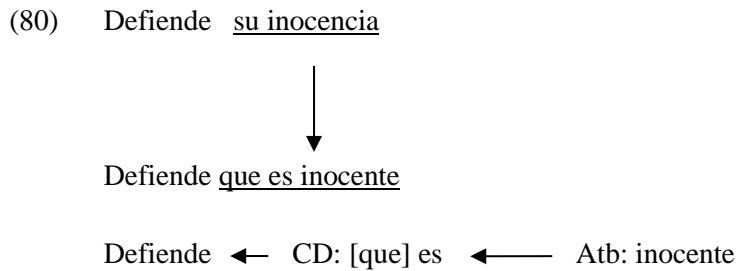 (80) Defiende su inocencia
Defiende que es inocente
Defiende CD: [que] es Atb: inocente